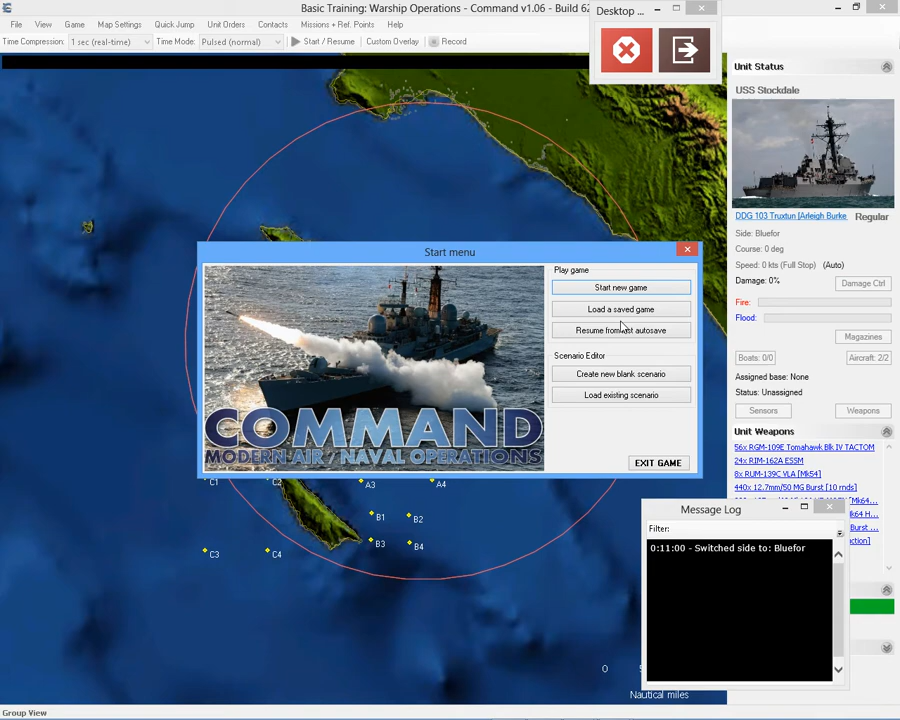 Basic Training: Warship Operations - Command v1.06 - Build 62
Desktop ...
File View Game Map Settings Quick Jump Unit Orders Contacts Missions + Ref. Points Help
Time Compression: 1 sec (real-time) Time Mode: Pulsed (normal) Start / Resume Custom Overlay Record
Unit Status
USS Stockdale
DDG 103 Truxtun [Arleigh Burke Regular
Side: Bluefor
Course: 0 deg
Speed: 0 kts (Full Stop) (Auto)
Damage: 0% Damage Ctrl
Fire:
Flood:
Magazines
Boats: 0/0 Aircraft: 2/2
Assigned base: None
Status: Unassigned
Sensors Weapons
Unit Weapons
56x RGM-109E Tomahawk Blk IV TACTOM
24x RIM-162A ESSM
8x RUM-139C VLA [Mk54]
440x 12.7mm/50 MG Burst [10 rnds]
Start menu
Play game
Start new game
Load a saved game
Resume from last autosave
Scenario Editor
Create new blank scenario
Load existing scenario
EXIT GAME
COMMAND
MODERN AIR / NAVAL OPERATIONS
C1 C2 A3 A4
B1 B2
B3 B4
C3 C4
Message Log
Filter:
0:11:00 - Switched side to: Bluefor
0
Nautical miles
Group View